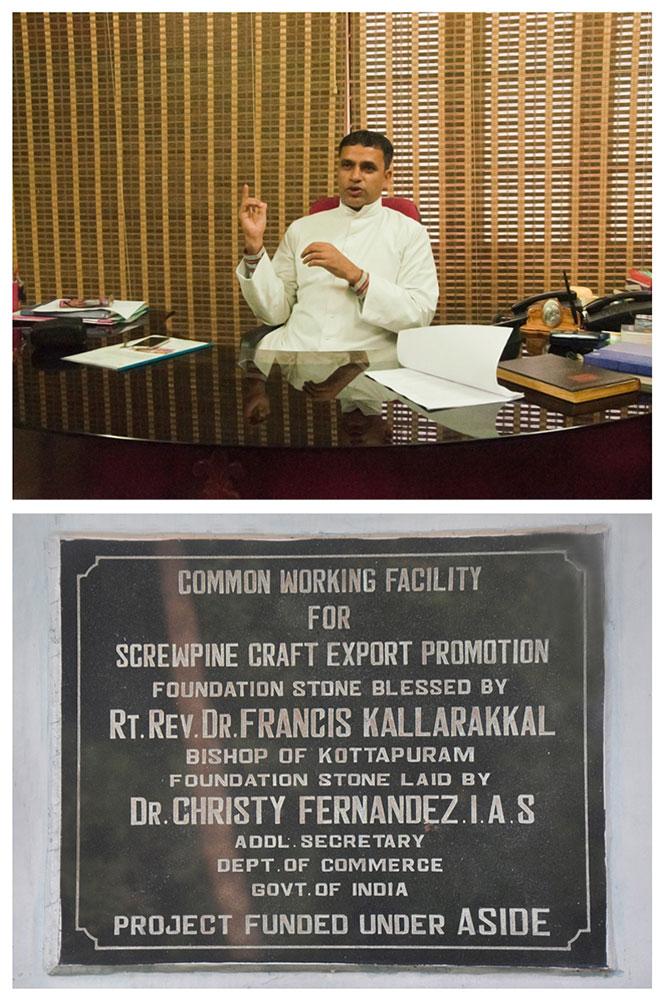 COMMON WORKING FACILITY
FOR
SCREWPINE CRAFT EXPORT PROMOTION
FOUNDATION STONE BLESSED BY
RT.REV.DR.FRANCIS KALLARAKKAL
BISHOP OF KOTTAPURAM
FOUNDATION STONE LAID BY
DR.CHRISTY FERNANDEZ.I.A.S
ADDL.SECRETARY
DEPT.OF COMMERCE
GOVT.OF INDIA
PROJECT FUNDED UNDER ASIDE